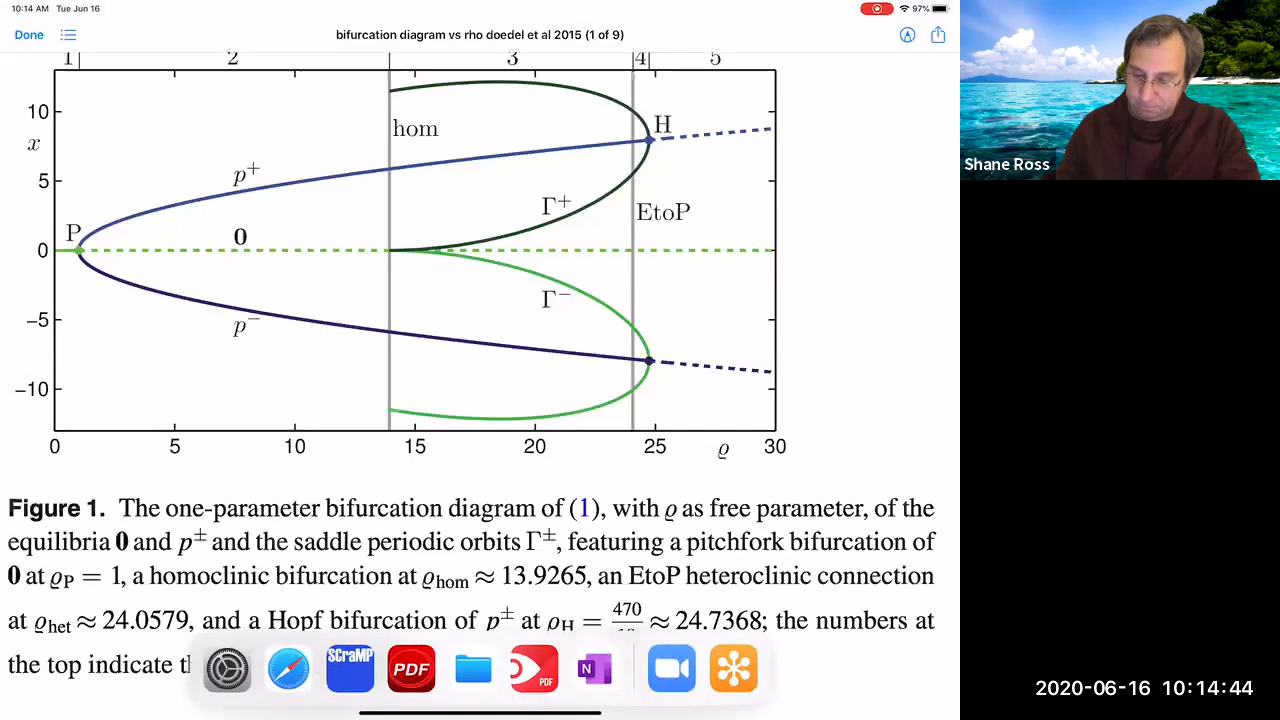 10:14 AM Tue Jun 16
97%
Done
bifurcation diagram vs rho doedel et al 2015 (1 of 9)
1 2 3 4 5
10
x
hom
H
p⁺
5
Γ⁺
EtoP
P
0
0
Γ⁻
−5
p⁻
−10
0 5 10 15 20 25 ϱ 30
Figure 1. The one-parameter bifurcation diagram of (1), with ϱ as free parameter, of the
equilibria 0 and p± and the saddle periodic orbits Γ±, featuring a pitchfork bifurcation of
0 at ϱP = 1, a homoclinic bifurcation at ϱhom ≈ 13.9265, an EtoP heteroclinic connection
at ϱhet ≈ 24.0579, and a Hopf bifurcation of p± at ϱH = 470/19 ≈ 24.7368; the numbers at
the top indicate
SCraMP
PDF
PDF
N
Shane Ross
2020-06-16 10:14:44